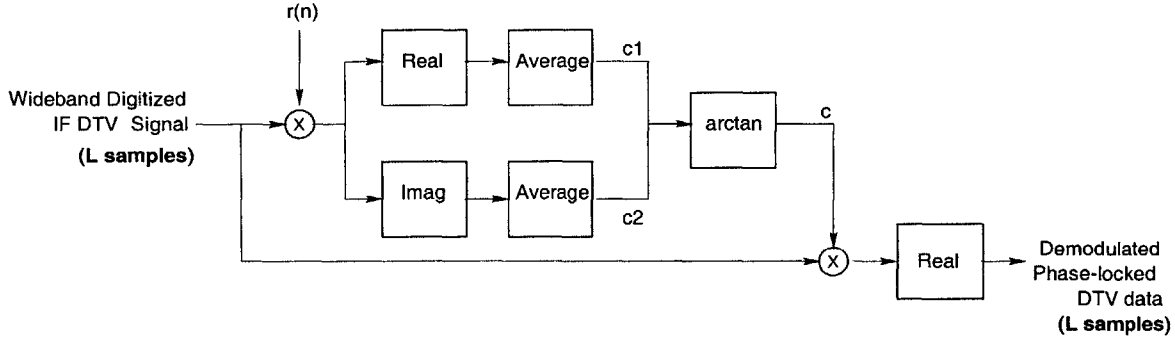 r(n)
Real
Average
c1
Wideband Digitized
IF DTV Signal
(L samples)
X
arctan
c
Imag
Average
c2
X
Real
Demodulated
Phase-locked
DTV data
(L samples)